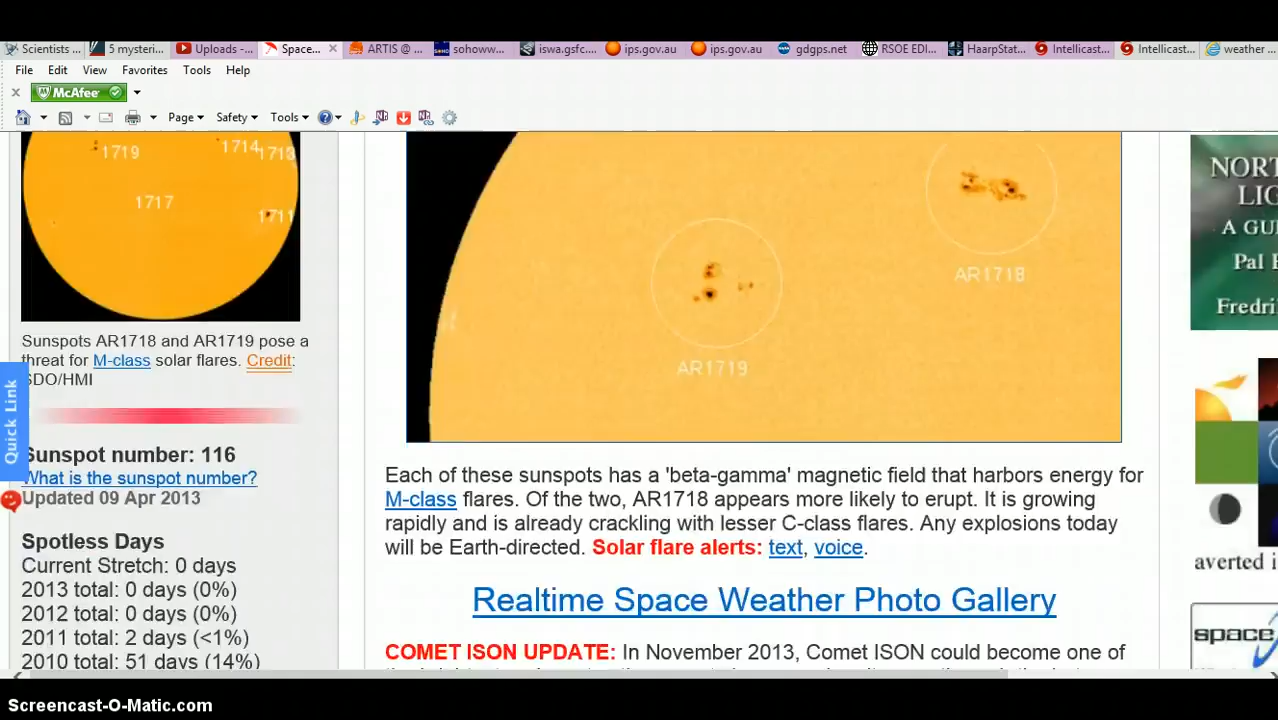 Scientists ...
5 mysteri...
Uploads -...
Space...
ARTIS @ ...
sohoww...
iswa.gsfc....
ips.gov.au
ips.gov.au
gdgps.net
RSOE EDI...
HaarpStat...
Intellicast...
Intellicast...
weather ...
File Edit View Favorites Tools Help
McAfee
Page Safety Tools
1719
1714
1713
1717
1711
Sunspots AR1718 and AR1719 pose a
threat for M-class solar flares. Credit:
SDO/HMI
Quick Link
Sunspot number: 116
What is the sunspot number?
Updated 09 Apr 2013
Spotless Days
Current Stretch: 0 days
2013 total: 0 days (0%)
2012 total: 0 days (0%)
2011 total: 2 days (<1%)
2010 total: 51 days (14%)
AR1718
AR1719
Each of these sunspots has a 'beta-gamma' magnetic field that harbors energy for
M-class flares. Of the two, AR1718 appears more likely to erupt. It is growing
rapidly and is already crackling with lesser C-class flares. Any explosions today
will be Earth-directed. Solar flare alerts: text, voice.
Realtime Space Weather Photo Gallery
COMET ISON UPDATE: In November 2013, Comet ISON could become one of
NORT
LIG
A GUI
Pal
Fredri
averted i
space
Screencast-O-Matic.com